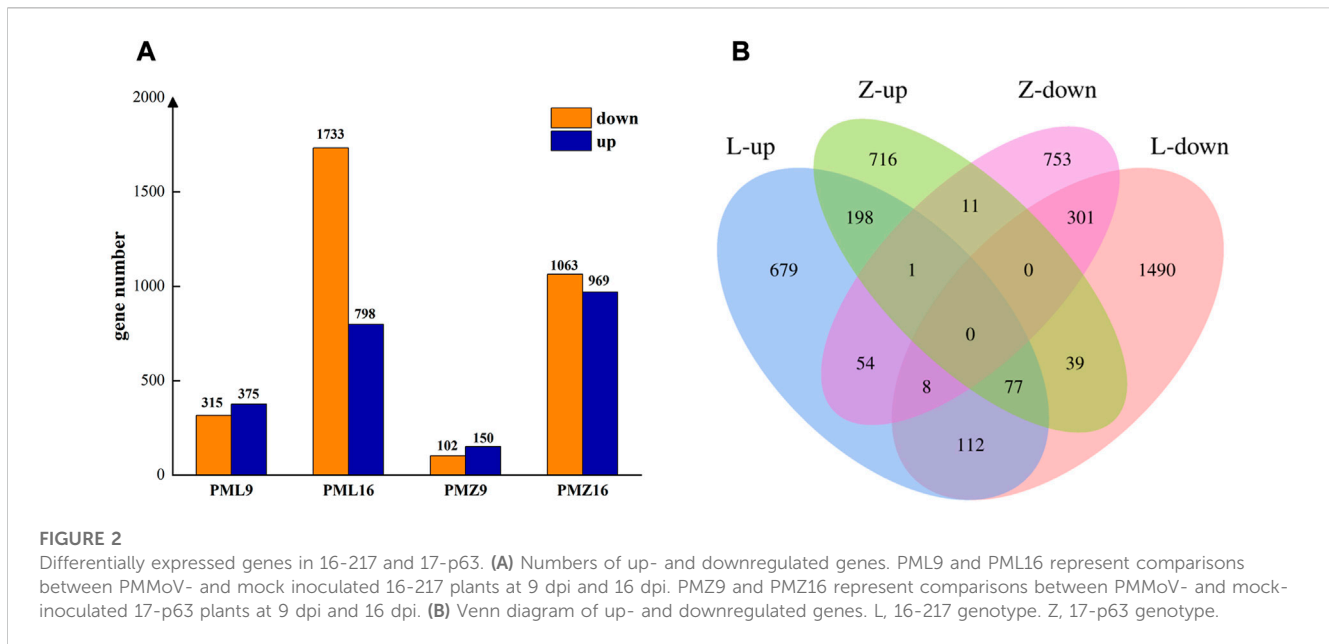 A
B
2000
1500
1000
500
0
gene number
down
up
1733
798
315
375
102
150
1063
969
PML9
PML16
PMZ9
PMZ16
Z-up
Z-down
L-up
L-down
716
753
11
198
301
679
1
0
1490
0
54
39
8
77
112
FIGURE 2
Differentially expressed genes in 16-217 and 17-p63. (A) Numbers of up- and downregulated genes. PML9 and PML16 represent comparisons
between PMMoV- and mock inoculated 16-217 plants at 9 dpi and 16 dpi. PMZ9 and PMZ16 represent comparisons between PMMoV- and mock-
inoculated 17-p63 plants at 9 dpi and 16 dpi. (B) Venn diagram of up- and downregulated genes. L, 16-217 genotype. Z, 17-p63 genotype.